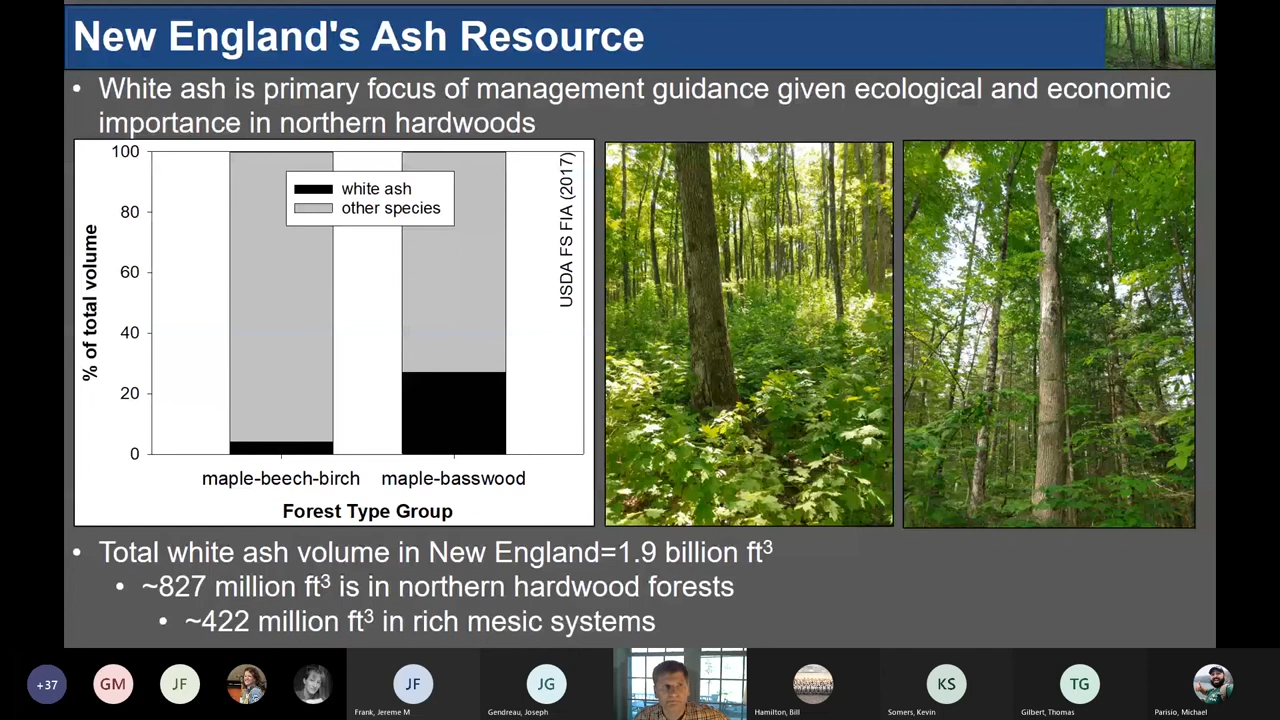 New England's Ash Resource
• White ash is primary focus of management guidance given ecological and economic
importance in northern hardwoods
% of total volume
100
80
60
40
20
0
white ash
other species
USDA FS FIA (2017)
maple-beech-birch
maple-basswood
Forest Type Group
• Total white ash volume in New England=1.9 billion ft³
• ~827 million ft³ is in northern hardwood forests
• ~422 million ft³ in rich mesic systems
+37
GM
JF
JF
Frank, Jereme M
JG
Gendreau, Joseph
Hamilton, Bill
KS
Somers, Kevin
TG
Gilbert, Thomas
Parisio, Michael